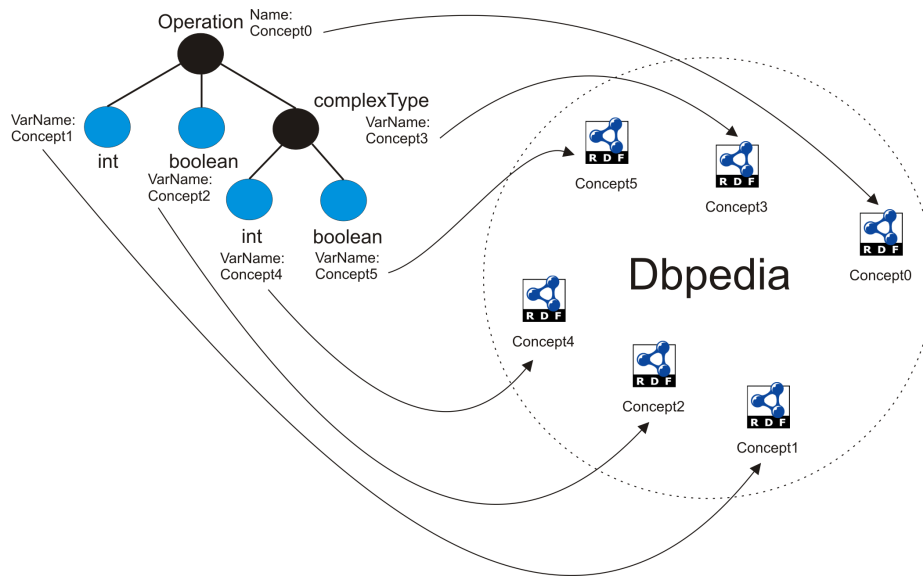 Operation
Name:
Concept0
complexType
VarName:
Concept1
VarName:
Concept3
int
boolean
VarName:
Concept2
int
boolean
VarName:
Concept4
VarName:
Concept5
RDF
Concept5
RDF
Concept3
RDF
Concept0
Dbpedia
RDF
Concept4
RDF
Concept2
RDF
Concept1